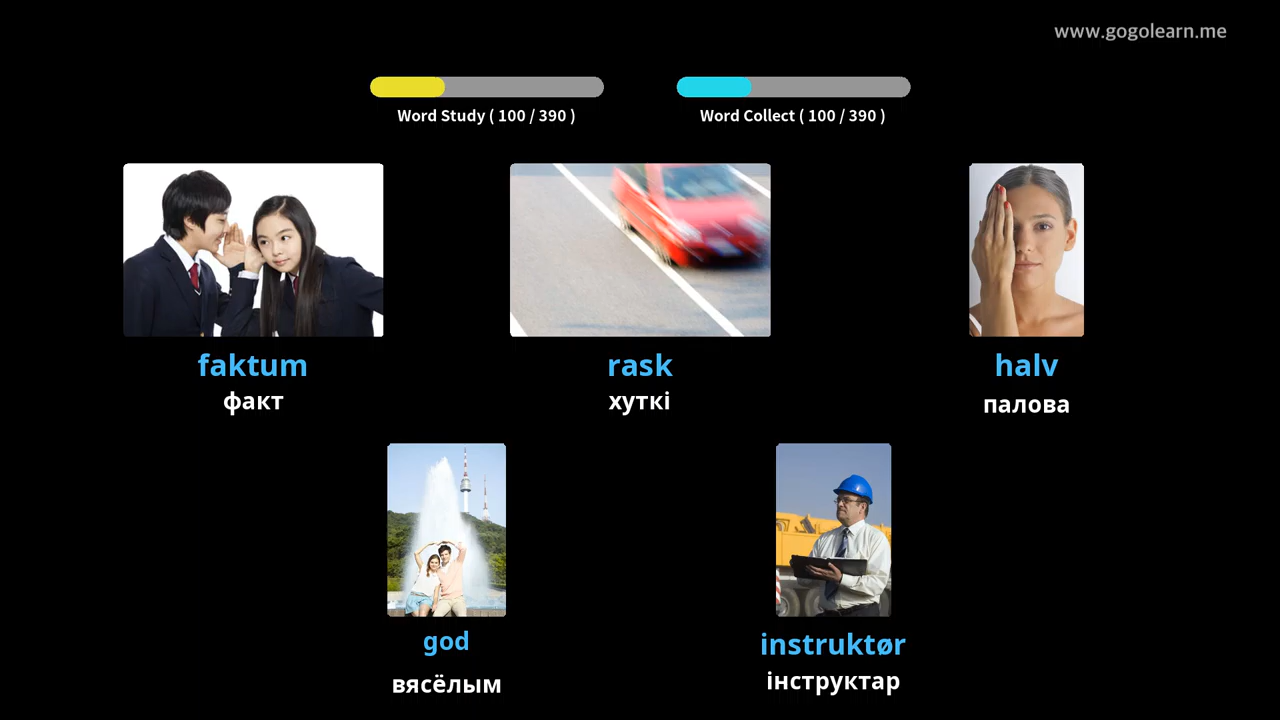 www.gogolearn.me
Word Study ( 100 / 390 )
Word Collect ( 100 / 390 )
faktum
факт
rask
хуткі
halv
палова
god
вясёлым
instruktør
інструктар